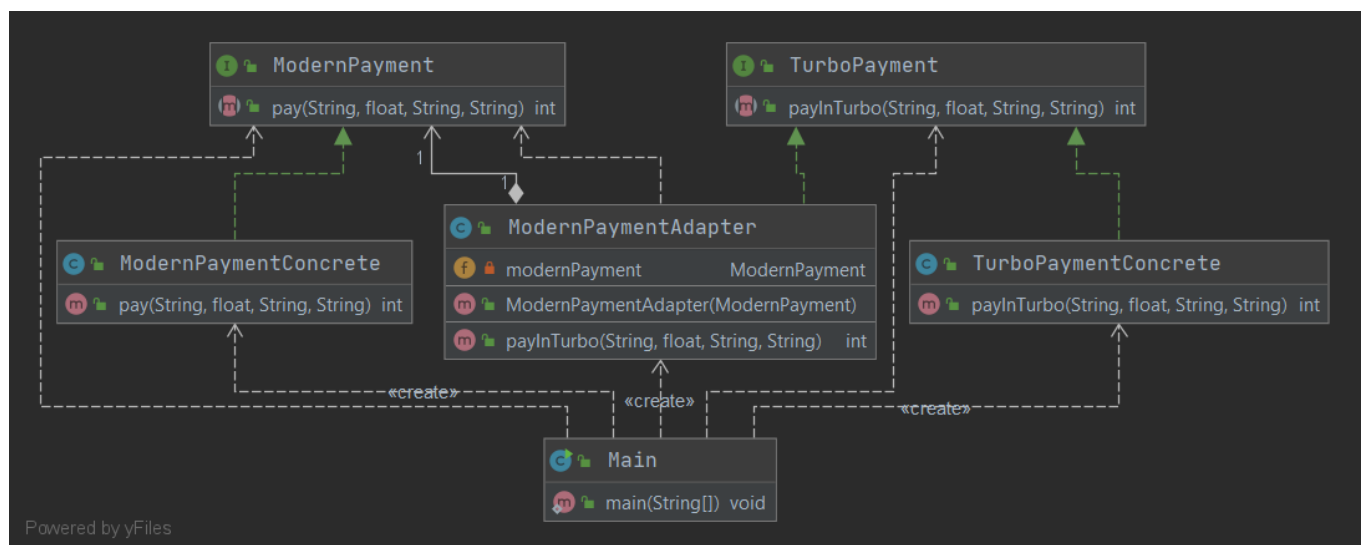 ModernPayment
pay(String, float, String, String) int
TurboPayment
payInTurbo(String, float, String, String) int
1
1
ModernPaymentAdapter
modernPayment ModernPayment
ModernPaymentAdapter(ModernPayment)
payInTurbo(String, float, String, String) int
ModernPaymentConcrete
pay(String, float, String, String) int
TurboPaymentConcrete
payInTurbo(String, float, String, String) int
«create»
«create»
«create»
Main
main(String[]) void
Powered by yFiles